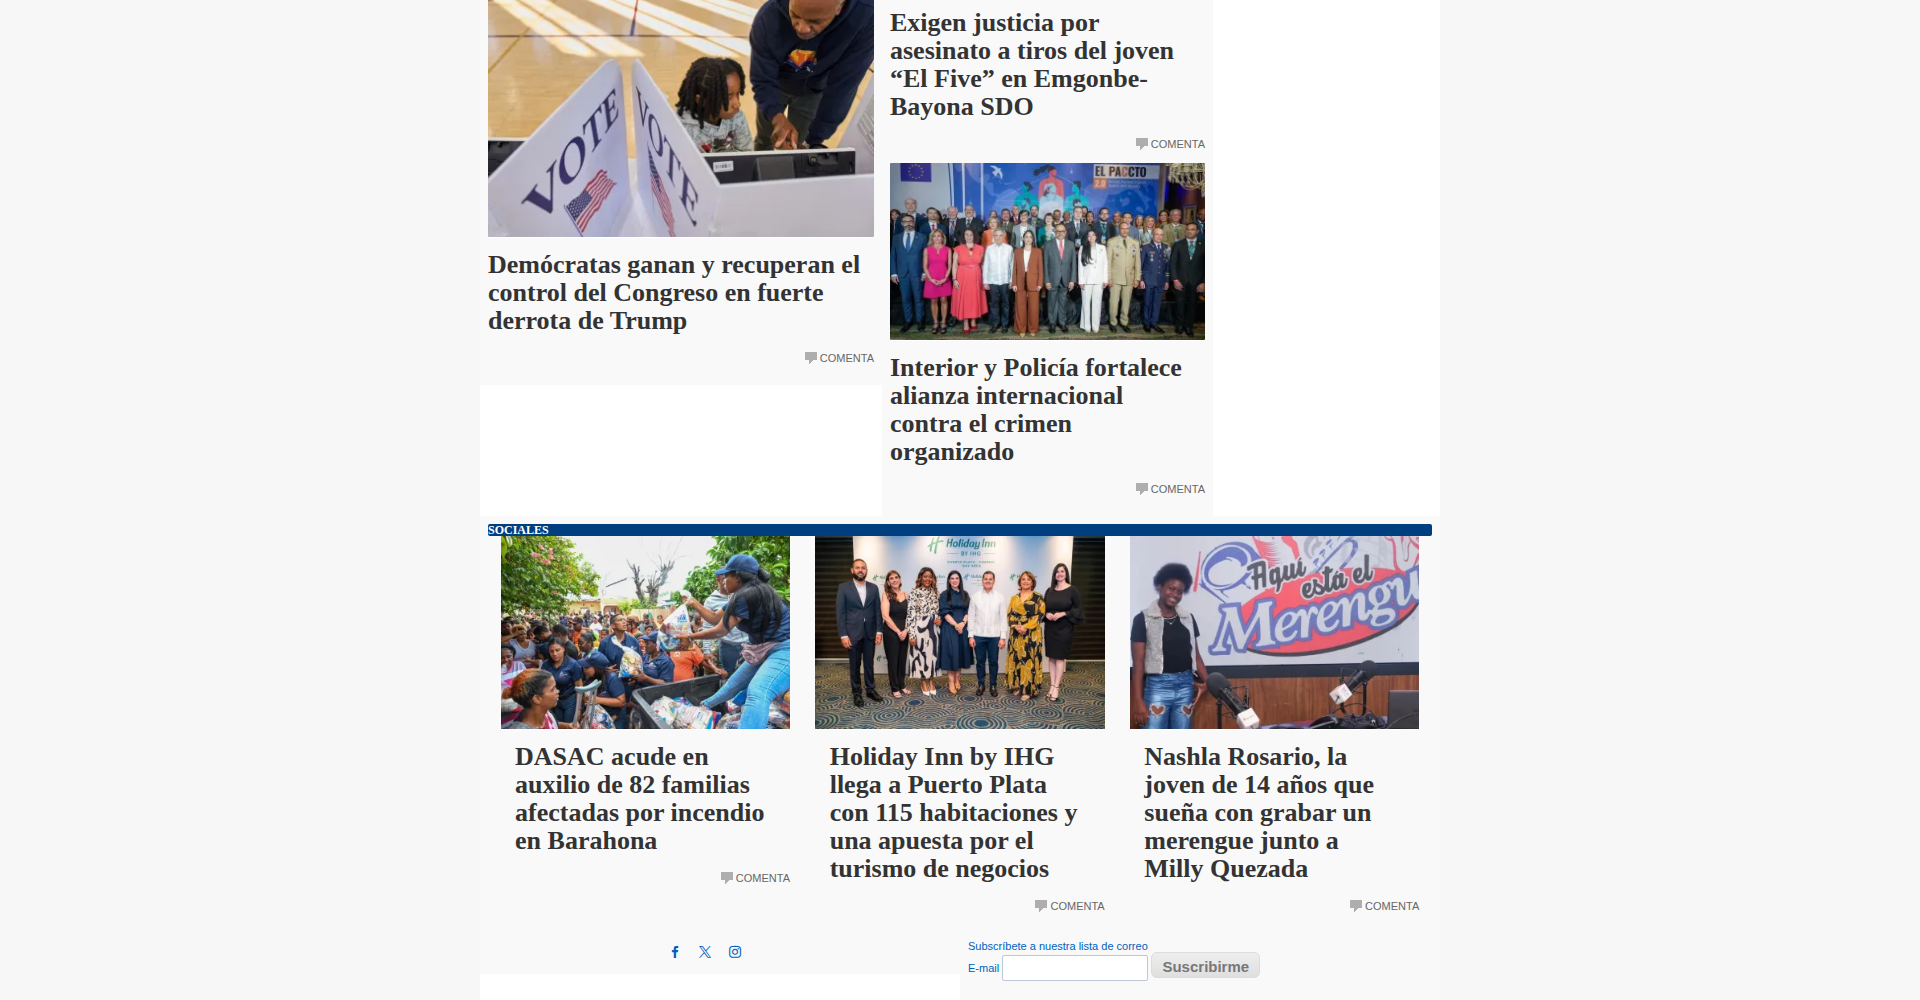 VOTE
VOTE
Demócratas ganan y recuperan el
control del Congreso en fuerte
derrota de Trump
COMENTA
Exigen justicia por
asesinato a tiros del joven
“El Five” en Emgonbe-
Bayona SDO
COMENTA
EL PACCTO
2.0
Interior y Policía fortalece
alianza internacional
contra el crimen
organizado
COMENTA
SOCIALES
DASAC acude en
auxilio de 82 familias
afectadas por incendio
en Barahona
COMENTA
Holiday Inn
BY IHG
Holiday Inn by IHG
llega a Puerto Plata
con 115 habitaciones y
una apuesta por el
turismo de negocios
COMENTA
Aquí
está el
Merengu
Nashla Rosario, la
joven de 14 años que
sueña con grabar un
merengue junto a
Milly Quezada
COMENTA
Subscríbete a nuestra lista de correo
E-mail
Suscribirme